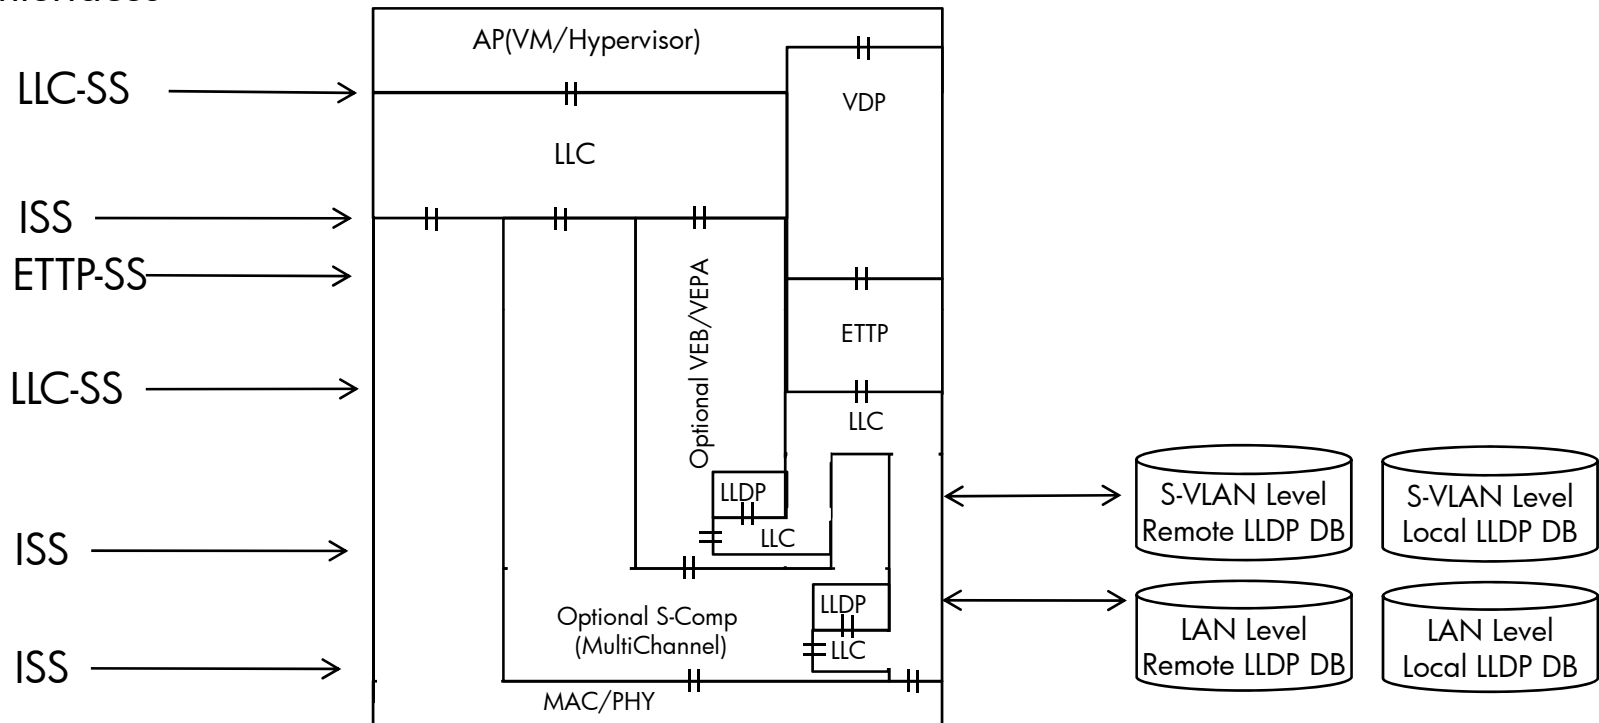 AP(VM/Hypervisor)
LLC-SS
VDP
LLC
ISS
ETTP-SS
Optional VEB/VEPA
ETTP
LLC-SS
LLC
LLDP
LLC
S-VLAN Level
Remote LLDP DB
S-VLAN Level
Local LLDP DB
ISS
LLDP
Optional S-Comp
(MultiChannel)
LLC
LAN Level
Remote LLDP DB
LAN Level
Local LLDP DB
ISS
MAC/PHY